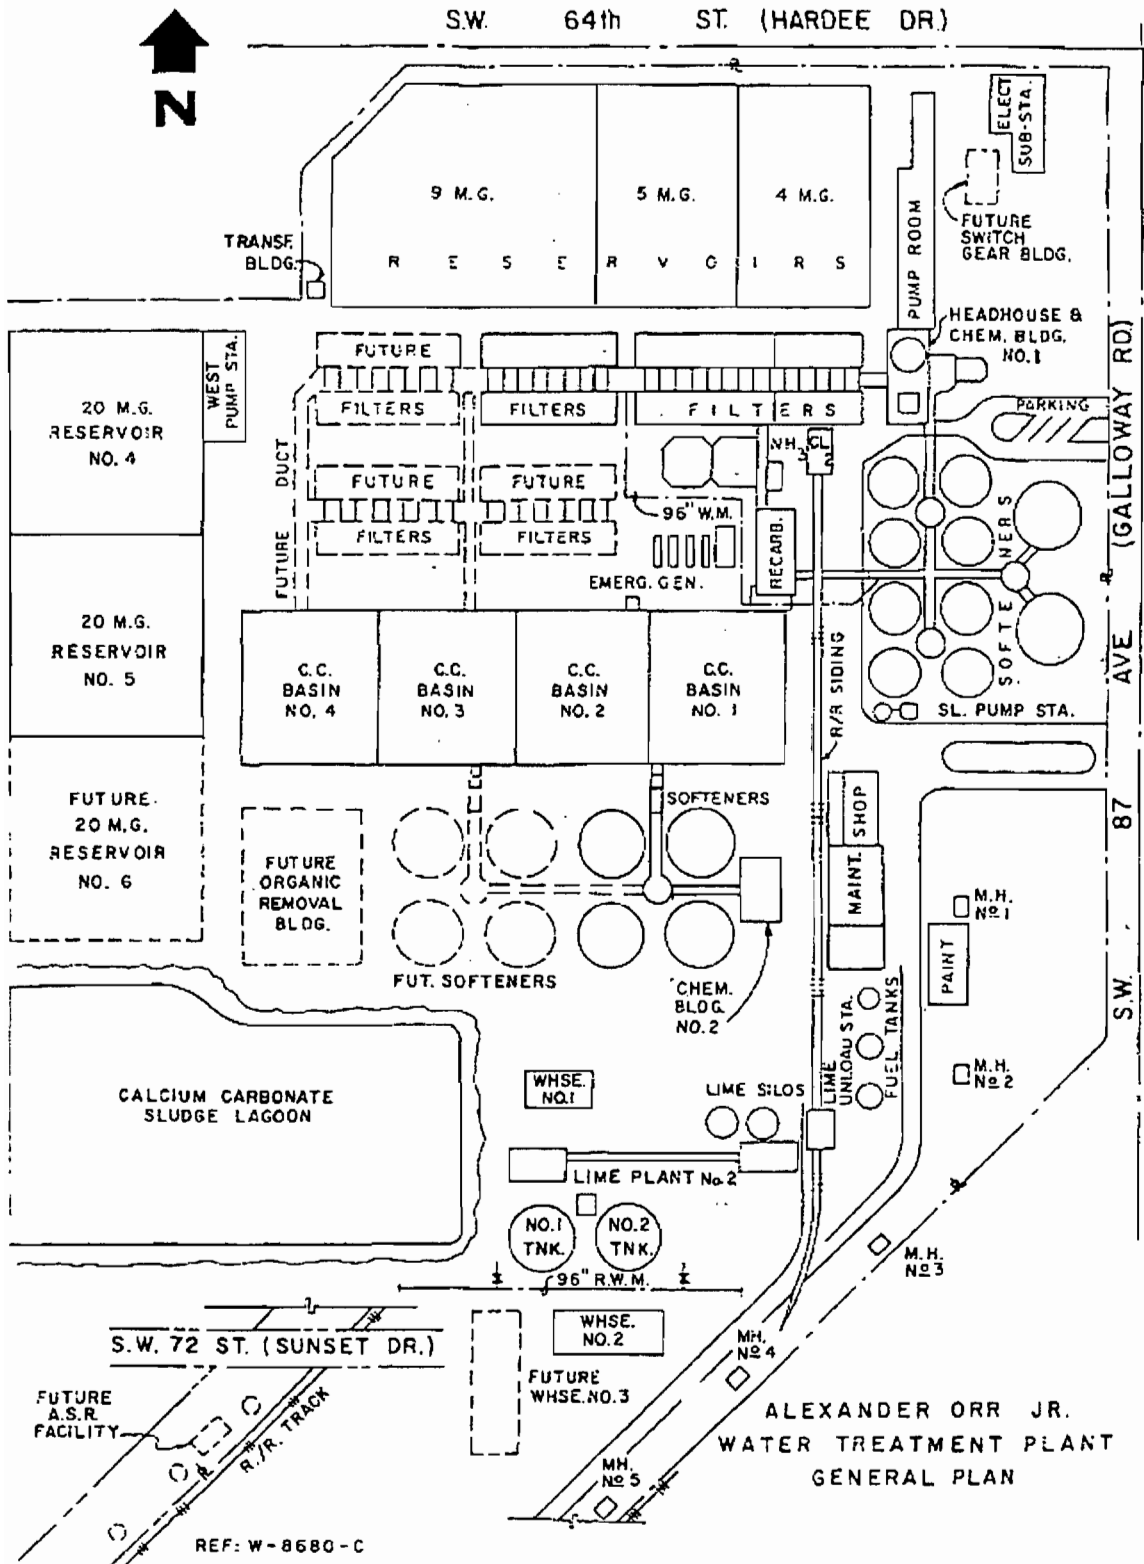 S.W. 64th ST. (HARDEE DR.)
N
ELECT
SUB-STA.
9 M.G.
5 M.G.
4 M.G.
RESERVOIRS
PUMP ROOM
FUTURE
SWITCH
GEAR BLDG.
TRANSF.
BLDG.
HEADHOUSE &
CHEM. BLDG.
NO.1
WEST
PUMP STA.
20 M.G.
RESERVOIR
NO. 4
FUTURE
FILTERS
FILTERS
FILTERS
PARKING
S.W. 87 AVE (GALLOWAY RD.)
NH3
CL2
FUTURE DUCT
FUTURE
FILTERS
FUTURE
FILTERS
96" W.M.
RECARB.
EMERG. GEN.
SOFTENERS
20 M.G.
RESERVOIR
NO. 5
C.C.
BASIN
NO. 4
C.C.
BASIN
NO. 3
C.C.
BASIN
NO. 2
C.C.
BASIN
NO. 1
R/R SIDING
SL. PUMP STA.
FUTURE
20 M.G.
RESERVOIR
NO. 6
FUTURE
ORGANIC
REMOVAL
BLDG.
SOFTENERS
SHOP
MAINT.
M.H.
No 1
PAINT
FUT. SOFTENERS
CHEM.
BLDG.
NO. 2
LIME
UNLOAD STA.
FUEL TANKS
M.H.
No 2
CALCIUM CARBONATE
SLUDGE LAGOON
WHSE.
NO.1
LIME SILOS
LIME PLANT No.2
NO.1
TNK.
NO.2
TNK.
96" R.W.M.
M.H.
No 3
S.W. 72 ST. (SUNSET DR.)
WHSE.
NO.2
MH.
No 4
FUTURE
WHSE.NO.3
FUTURE
A.S.R.
FACILITY
R./R. TRACK
MH.
No 5
ALEXANDER ORR JR.
WATER TREATMENT PLANT
GENERAL PLAN
REF: W-8680-C